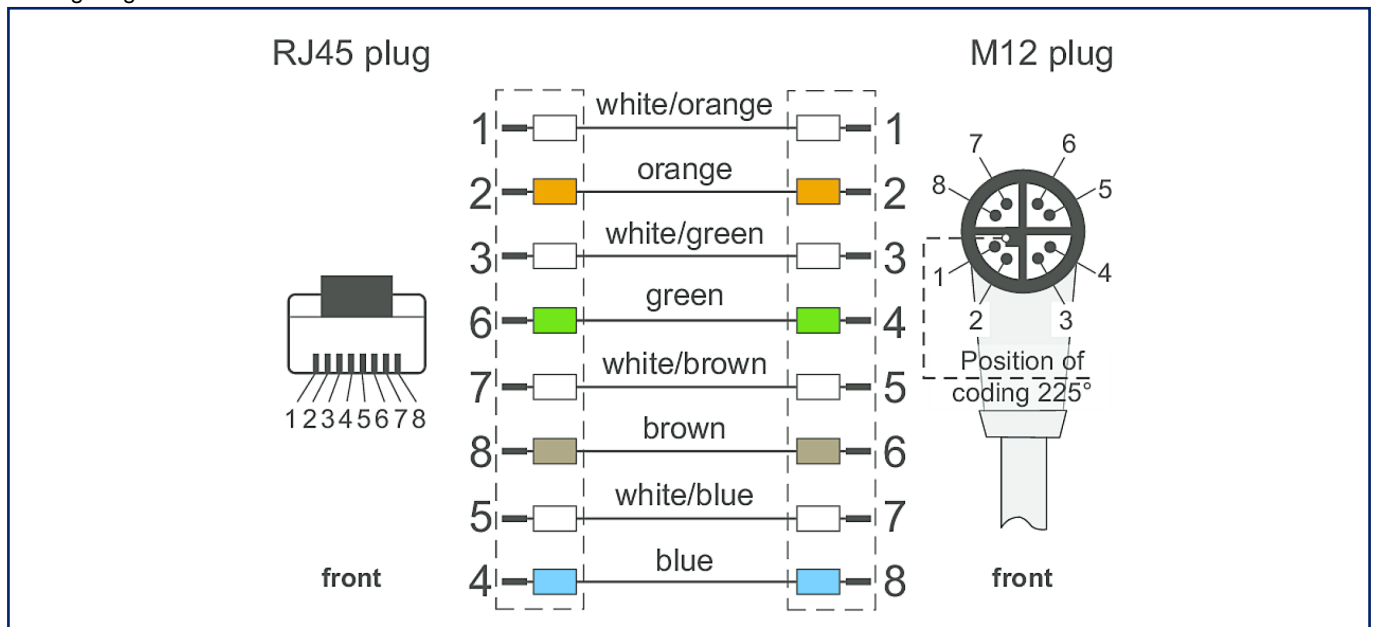 RJ45 plug
M12 plug
1 white/orange 1
2 orange 2
3 white/green 3
6 green 4
7 white/brown 5
8 brown 6
5 white/blue 7
4 blue 8
1 2 3 4 5 6 7 8
front
7 6
8 5
1 4
2 3
Position of
coding 225°
front